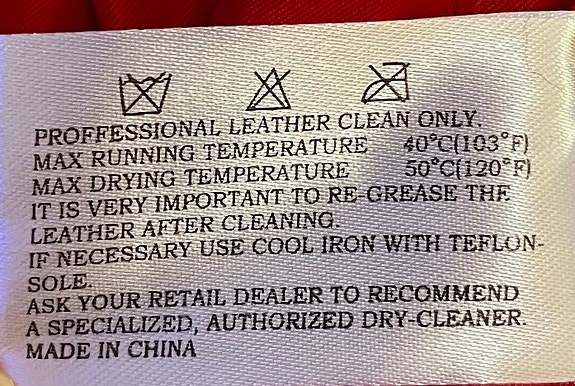 PROFFESSIONAL LEATHER CLEAN ONLY.
MAX RUNNING TEMPERATURE 40°C(103°F)
MAX DRYING TEMPERATURE 50°C(120°F)
IT IS VERY IMPORTANT TO RE-GREASE THE
LEATHER AFTER CLEANING.
IF NECESSARY USE COOL IRON WITH TEFLON-
SOLE.
ASK YOUR RETAIL DEALER TO RECOMMEND
A SPECIALIZED, AUTHORIZED DRY-CLEANER.
MADE IN CHINA